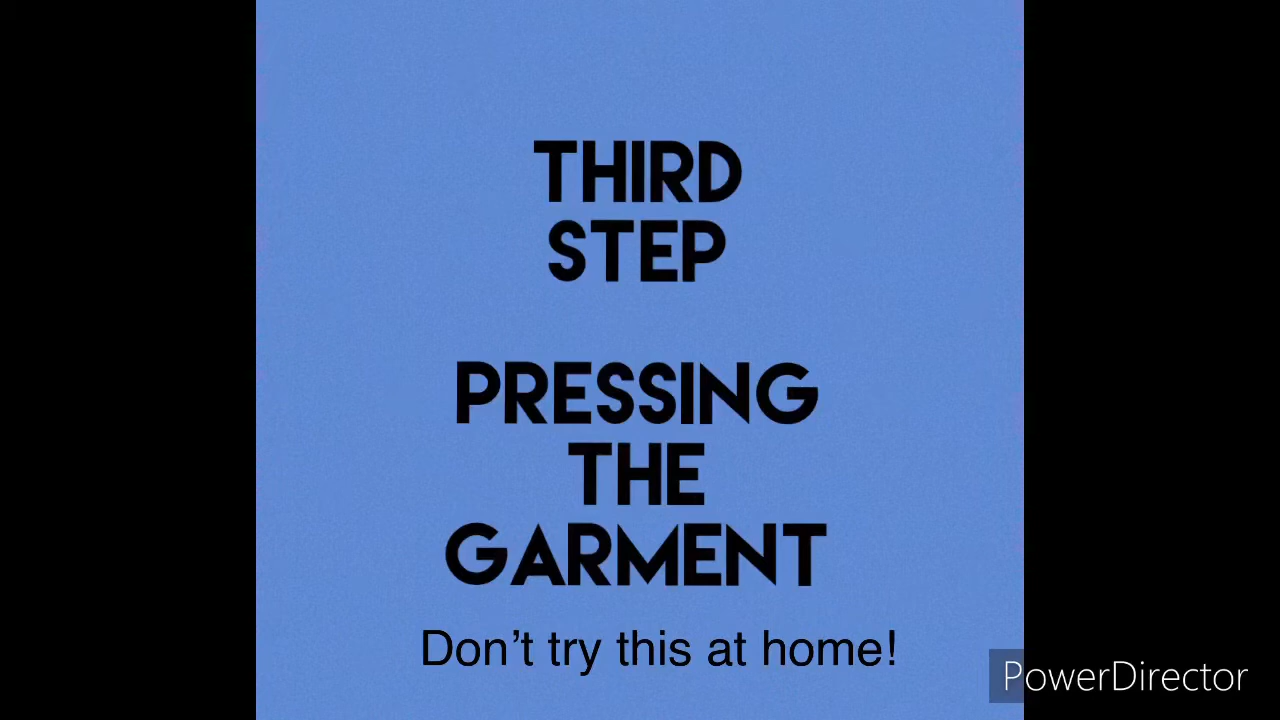 THIRD
STEP
PRESSING
THE
GARMENT
Don't try this at home!
PowerDirector